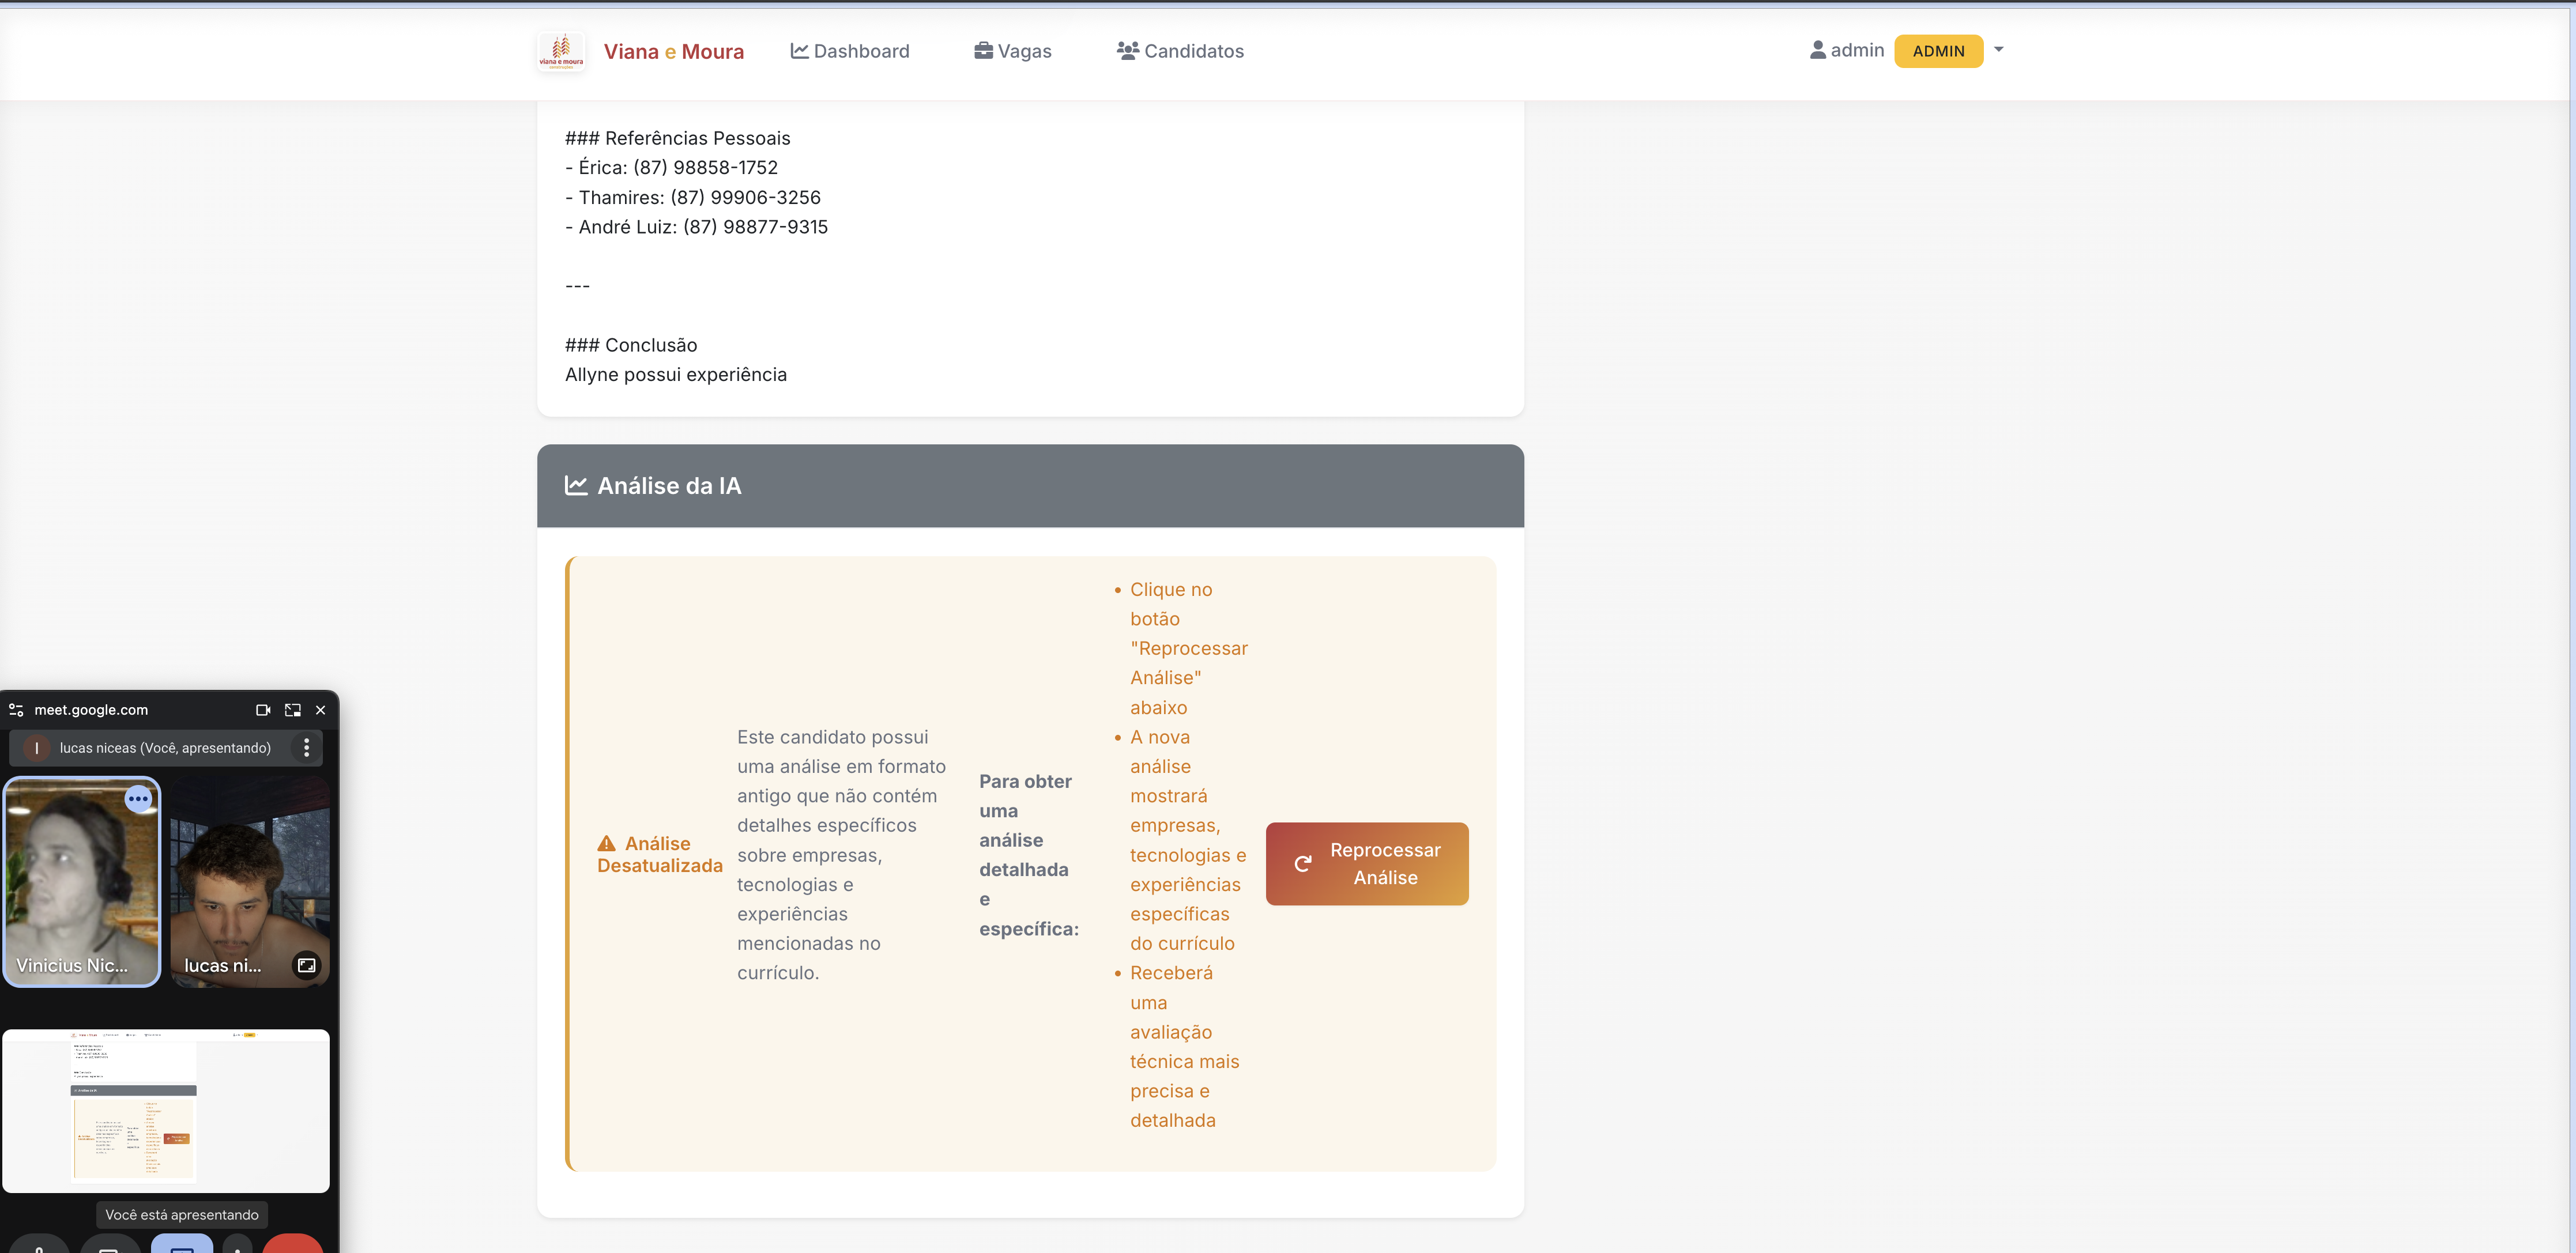 viana e moura
construções
Viana e Moura
Dashboard
Vagas
Candidatos
admin
ADMIN
### Referências Pessoais
- Érica: (87) 98858-1752
- Thamires: (87) 99906-3256
- André Luiz: (87) 98877-9315
---
### Conclusão
Allyne possui experiência
Análise da IA
Análise
Desatualizada
Este candidato possui
uma análise em formato
antigo que não contém
detalhes específicos
sobre empresas,
tecnologias e
experiências
mencionadas no
currículo.
Para obter
uma
análise
detalhada
e
específica:
• Clique no
botão
"Reprocessar
Análise"
abaixo
• A nova
análise
mostrará
empresas,
tecnologias e
experiências
específicas
do currículo
• Receberá
uma
avaliação
técnica mais
precisa e
detalhada
Reprocessar
Análise
meet.google.com
l
lucas niceas (Você, apresentando)
Vinicius Nic...
lucas ni...
Você está apresentando